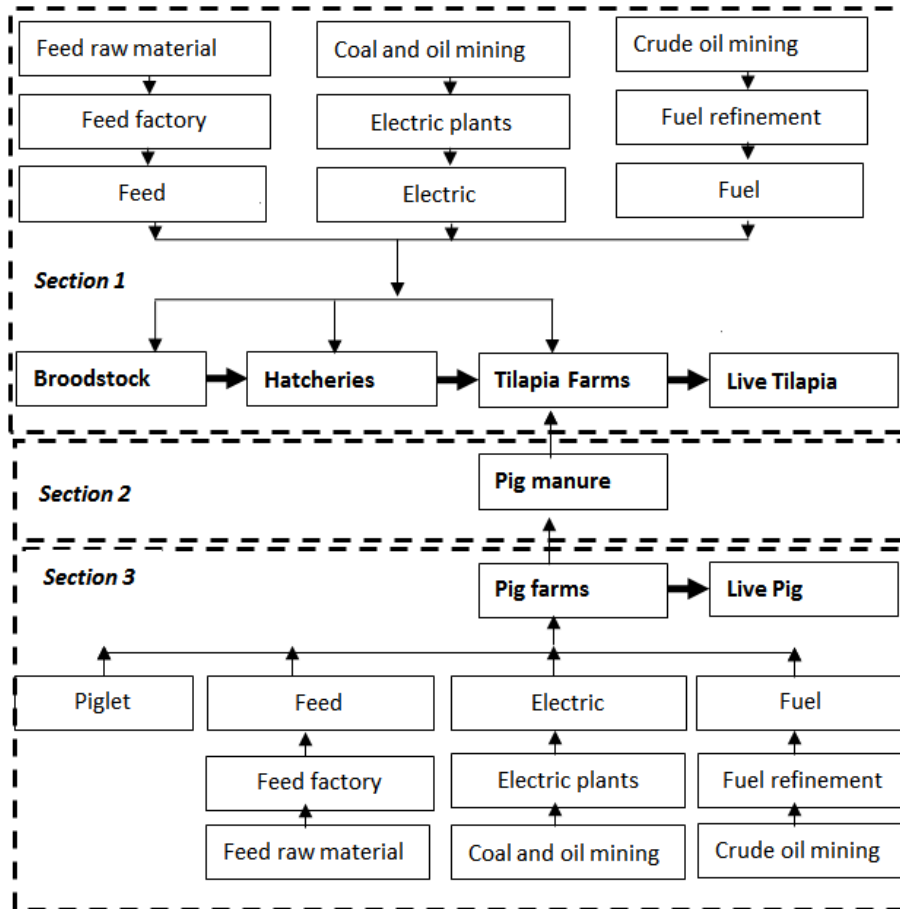 Feed raw material
Coal and oil mining
Crude oil mining
Feed factory
Electric plants
Fuel refinement
Feed
Electric
Fuel
Section 1
Broodstock
Hatcheries
Tilapia Farms
Live Tilapia
Pig manure
Section 2
Section 3
Pig farms
Live Pig
Piglet
Feed
Electric
Fuel
Feed factory
Electric plants
Fuel refinement
Feed raw material
Coal and oil mining
Crude oil mining